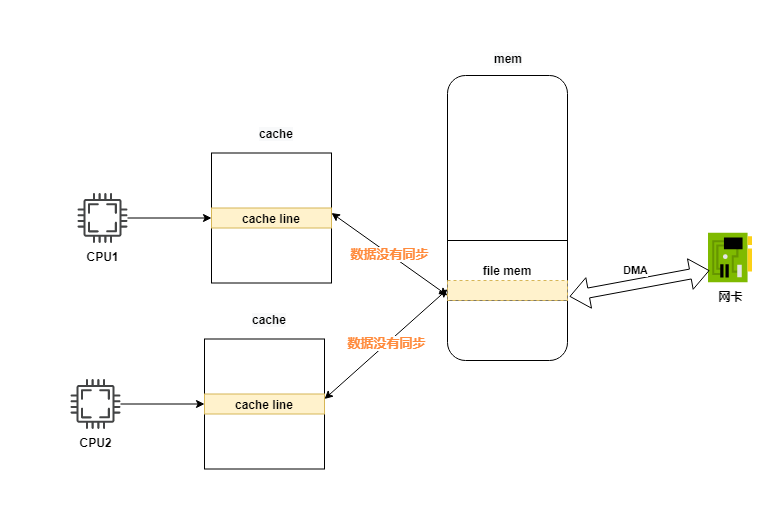 mem
cache
cache line
CPU1
数据没有同步
file mem
DMA
网卡
cache
数据没有同步
cache line
CPU2